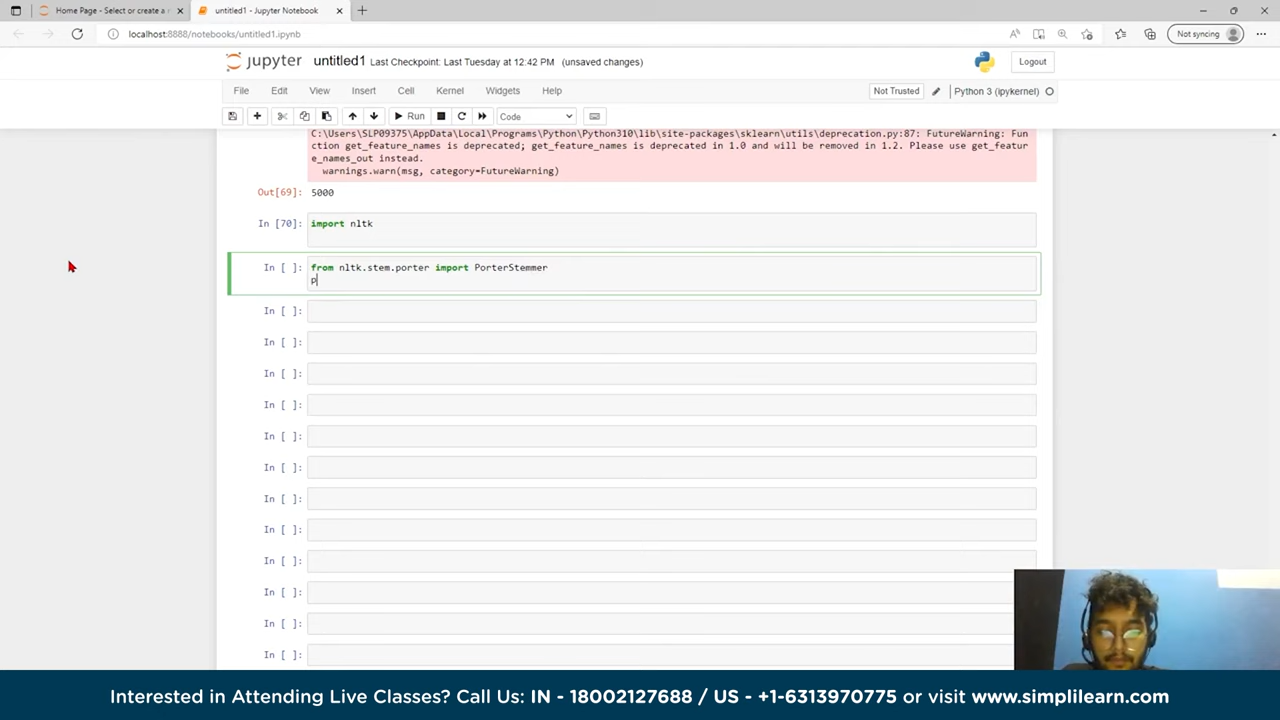 Home Page - Select or create a n
untitled1 - Jupyter Notebook
localhost:8888/notebooks/untitled1.ipynb
Not syncing
jupyter untitled1 Last Checkpoint: Last Tuesday at 12:42 PM (unsaved changes)
Logout
File Edit View Insert Cell Kernel Widgets Help
Not Trusted
Python 3 (ipykernel)
Run
Code
C:\Users\SLP09375\AppData\Local\Programs\Python\Python310\lib\site-packages\sklearn\utils\deprecation.py:87: FutureWarning: Fun
ction get_feature_names is deprecated; get_feature_names is deprecated in 1.0 and will be removed in 1.2. Please use get_featur
e_names_out instead.
warnings.warn(msg, category=FutureWarning)
Out[69]: 5000
In [70]: import nltk
In [ ]: from nltk.stem.porter import PorterStemmer
p
In [ ]:
In [ ]:
In [ ]:
In [ ]:
In [ ]:
In [ ]:
In [ ]:
In [ ]:
In [ ]:
In [ ]:
In [ ]:
In [ ]:
Interested in Attending Live Classes? Call Us: IN - 18002127688 / US - +1-6313970775 or visit www.simplilearn.com